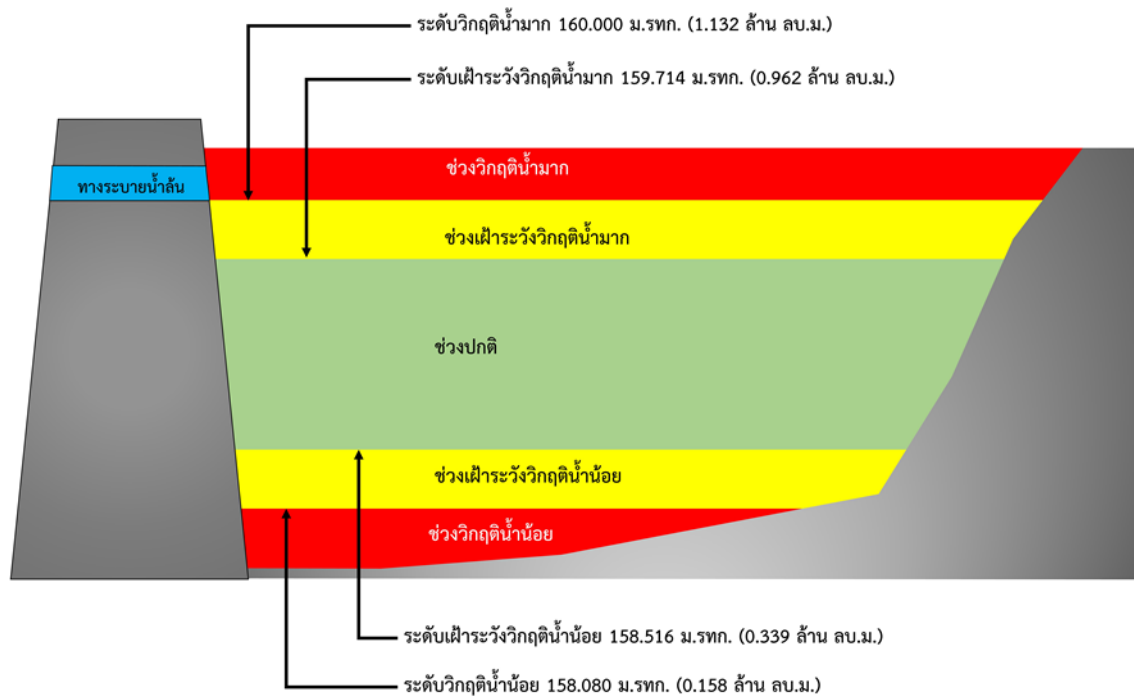 ระดับวิกฤติน้ำมาก 160.000 ม.รทก. (1.132 ล้าน ลบ.ม.)
ระดับเฝ้าระวังวิกฤติน้ำมาก 159.714 ม.รทก. (0.962 ล้าน ลบ.ม.)
ช่วงวิกฤติน้ำมาก
ทางระบายน้ำล้น
ช่วงเฝ้าระวังวิกฤติน้ำมาก
ช่วงปกติ
ช่วงเฝ้าระวังวิกฤติน้ำน้อย
ช่วงวิกฤติน้ำน้อย
ระดับเฝ้าระวังวิกฤติน้ำน้อย 158.516 ม.รทก. (0.339 ล้าน ลบ.ม.)
ระดับวิกฤติน้ำน้อย 158.080 ม.รทก. (0.158 ล้าน ลบ.ม.)